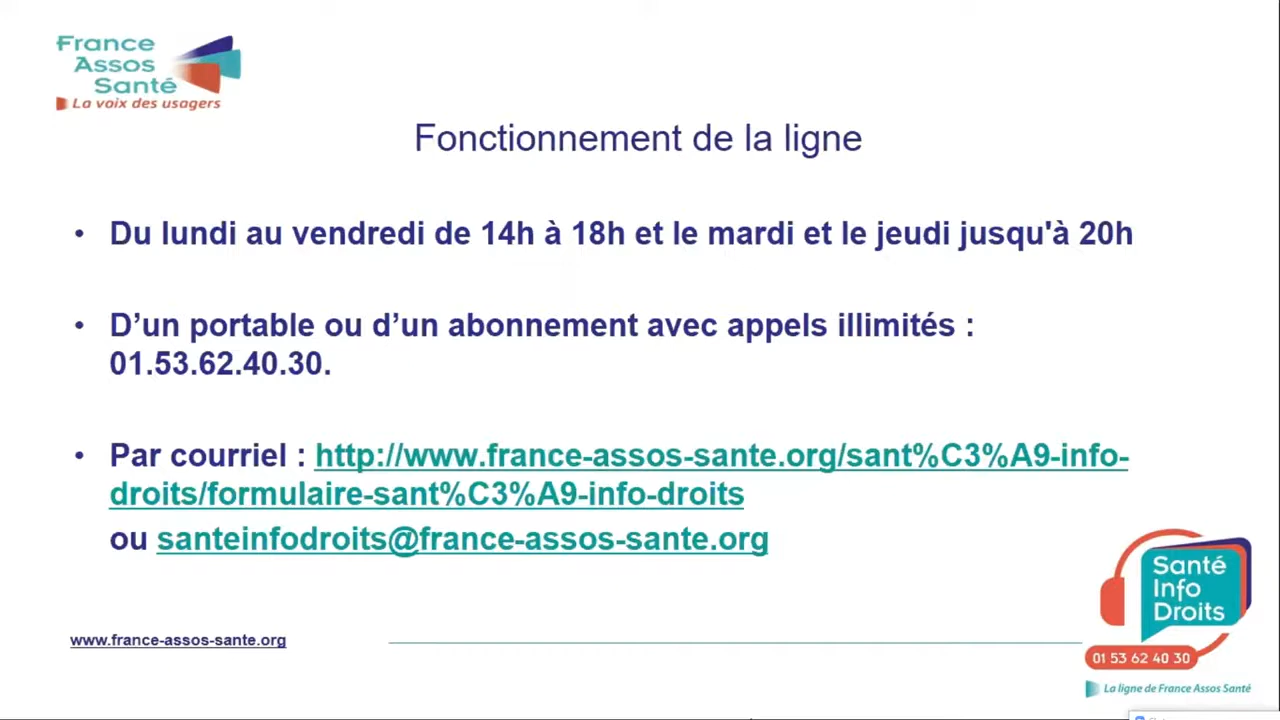 France
Assos
Santé
La voix des usagers
Fonctionnement de la ligne
• Du lundi au vendredi de 14h à 18h et le mardi et le jeudi jusqu'à 20h
• D’un portable ou d’un abonnement avec appels illimités :
01.53.62.40.30.
• Par courriel : http://www.france-assos-sante.org/sant%C3%A9-info-
droits/formulaire-sant%C3%A9-info-droits
ou santeinfodroits@france-assos-sante.org
Santé
Info
Droits
www.france-assos-sante.org
01 53 62 40 30
La ligne de France Assos Santé